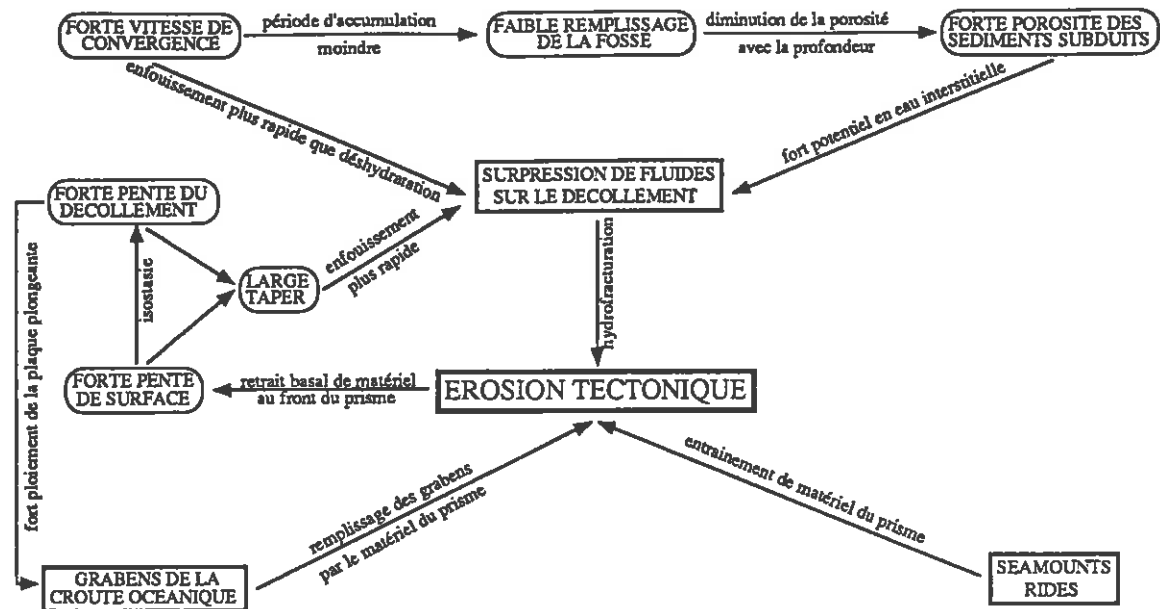 FORTE VITESSE DE
CONVERGENCE
période d'accumulation
moindre
FAIBLE REMPLISSAGE
DE LA FOSSE
diminution de la porosité
avec la profondeur
FORTE POROSITE DES
SEDIMENTS SUBDUITS
enfouissement plus rapide que déshydratation
fort potentiel en eau interstitielle
SURPRESSION DE FLUIDES
SUR LE DECOLLEMENT
FORTE PENTE DU
DECOLLEMENT
enfouissement
plus rapide
LARGE
TAPER
isostasie
hydrofracturation
fort ploiement de la plaque plongeante
FORTE PENTE
DE SURFACE
retrait basal de matériel
au front du prisme
EROSION TECTONIQUE
remplissage des grabens
par le matériel du prisme
entrainement de matériel du prisme
GRABENS DE LA
CROUTE OCEANIQUE
SEAMOUNTS
RIDES